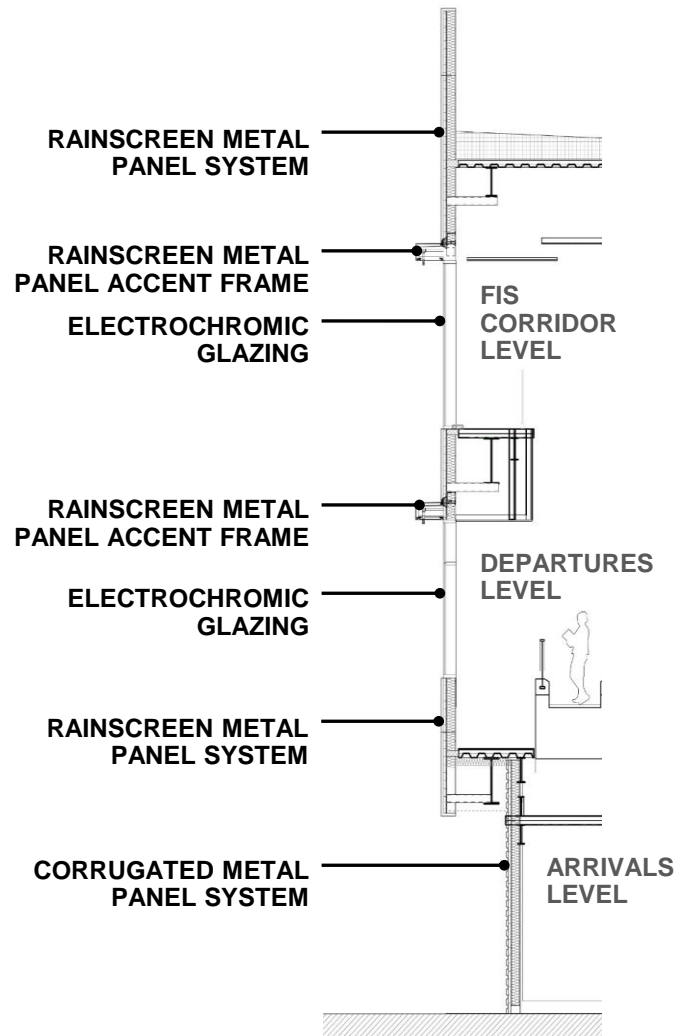 RAINSCREEN METAL
PANEL SYSTEM
RAINSCREEN METAL
PANEL ACCENT FRAME
ELECTROCHROMIC
GLAZING
FIS
CORRIDOR
LEVEL
RAINSCREEN METAL
PANEL ACCENT FRAME
ELECTROCHROMIC
GLAZING
DEPARTURES
LEVEL
RAINSCREEN METAL
PANEL SYSTEM
CORRUGATED METAL
PANEL SYSTEM
ARRIVALS
LEVEL